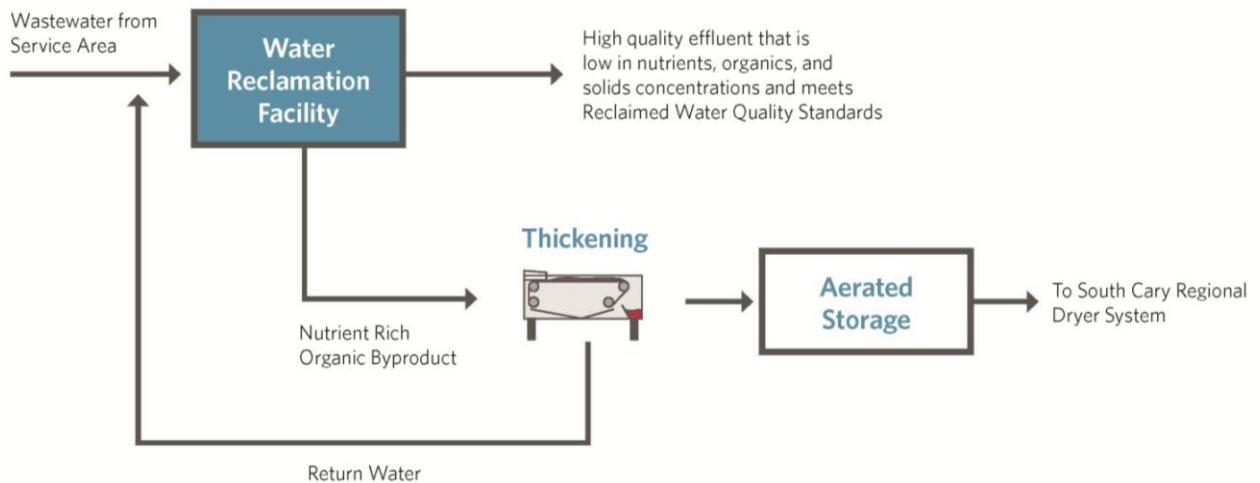 Wastewater from
Service Area
Water
Reclamation
Facility
High quality effluent that is
low in nutrients, organics, and
solids concentrations and meets
Reclaimed Water Quality Standards
Thickening
Nutrient Rich
Organic Byproduct
Aerated
Storage
To South Cary Regional
Dryer System
Return Water